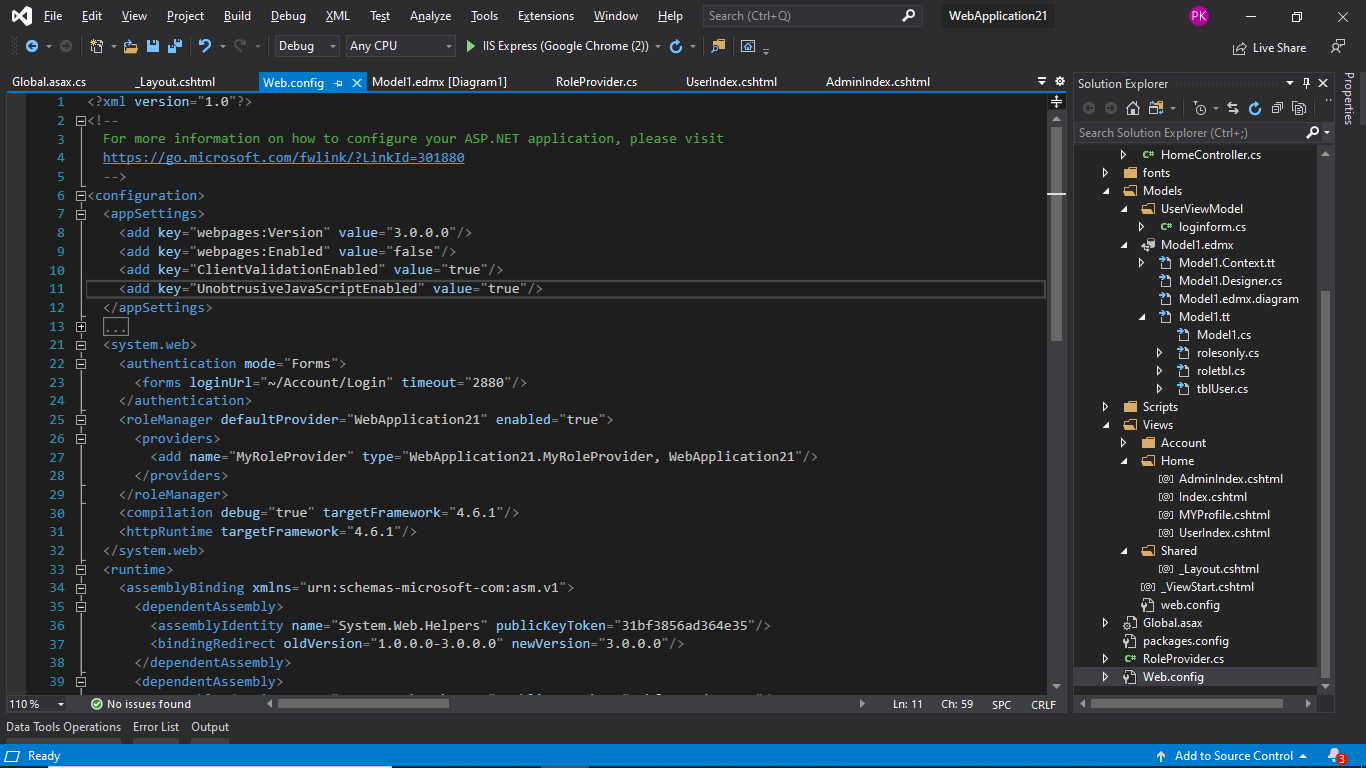 File Edit View Project Build Debug XML Test Analyze Tools Extensions Window Help Search (Ctrl+Q) WebApplication21 PK
Debug Any CPU IIS Express (Google Chrome (2)) Live Share
Global.asax.cs _Layout.cshtml Web.config Model1.edmx [Diagram1] RoleProvider.cs UserIndex.cshtml AdminIndex.cshtml
1 <?xml version="1.0"?>
2 <!--
3 For more information on how to configure your ASP.NET application, please visit
4 https://go.microsoft.com/fwlink/?LinkId=301880
5 -->
6 <configuration>
7 <appSettings>
8 <add key="webpages:Version" value="3.0.0.0"/>
9 <add key="webpages:Enabled" value="false"/>
10 <add key="ClientValidationEnabled" value="true"/>
11 <add key="UnobtrusiveJavaScriptEnabled" value="true"/>
12 </appSettings>
13 ...
21 <system.web>
22 <authentication mode="Forms">
23 <forms loginUrl="~/Account/Login" timeout="2880"/>
24 </authentication>
25 <roleManager defaultProvider="WebApplication21" enabled="true">
26 <providers>
27 <add name="MyRoleProvider" type="WebApplication21.MyRoleProvider, WebApplication21"/>
28 </providers>
29 </roleManager>
30 <compilation debug="true" targetFramework="4.6.1"/>
31 <httpRuntime targetFramework="4.6.1"/>
32 </system.web>
33 <runtime>
34 <assemblyBinding xmlns="urn:schemas-microsoft-com:asm.v1">
35 <dependentAssembly>
36 <assemblyIdentity name="System.Web.Helpers" publicKeyToken="31bf3856ad364e35"/>
37 <bindingRedirect oldVersion="1.0.0.0-3.0.0.0" newVersion="3.0.0.0"/>
38 </dependentAssembly>
39 <dependentAssembly>
110 % No issues found Ln: 11 Ch: 59 SPC CRLF
Solution Explorer
Search Solution Explorer (Ctrl+;)
C# HomeController.cs
fonts
Models
UserViewModel
C# loginform.cs
Model1.edmx
Model1.Context.tt
Model1.Designer.cs
Model1.edmx.diagram
Model1.tt
Model1.cs
rolesonly.cs
roletbl.cs
tblUser.cs
Scripts
Views
Account
Home
[@] AdminIndex.cshtml
[@] Index.cshtml
[@] MYProfile.cshtml
[@] UserIndex.cshtml
Shared
[@] _Layout.cshtml
[@] _ViewStart.cshtml
web.config
Global.asax
packages.config
C# RoleProvider.cs
Web.config
Properties
Data Tools Operations Error List Output
Ready Add to Source Control 3